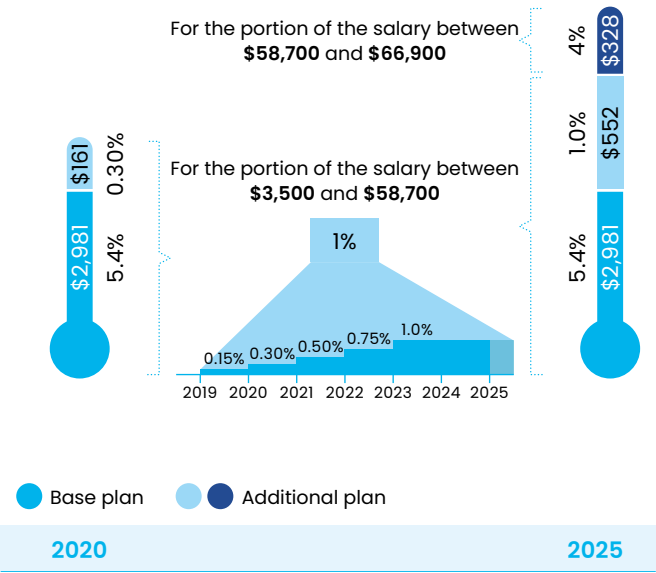 For the portion of the salary between
$58,700 and $66,900
4%
$328
1.0%
$552
5.4%
$2,981
$161
0.30%
$2,981
5.4%
For the portion of the salary between
$3,500 and $58,700
1%
0.15%
0.30%
0.50%
0.75%
1.0%
2019 2020 2021 2022 2023 2024 2025
Base plan
Additional plan
2020
2025